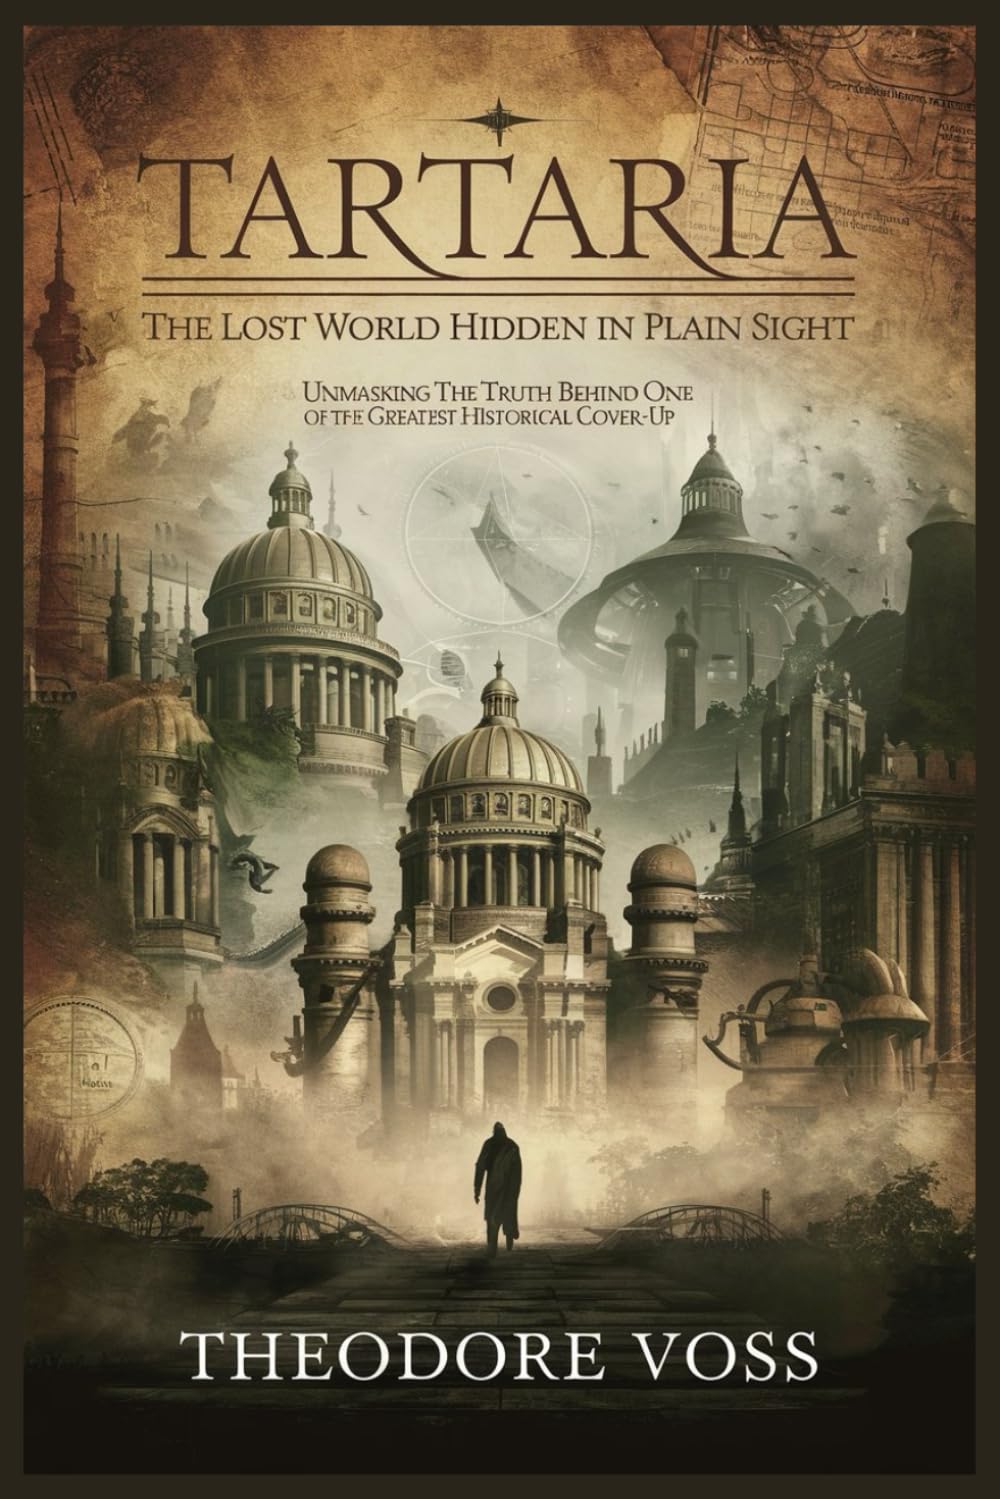 TARTARIA
THE LOST WORLD HIDDEN IN PLAIN SIGHT
UNMASKING THE TRUTH BEHIND ONE
OF TFE GREATEST HISTORICAL COVER-UP
THEODORE VOSS